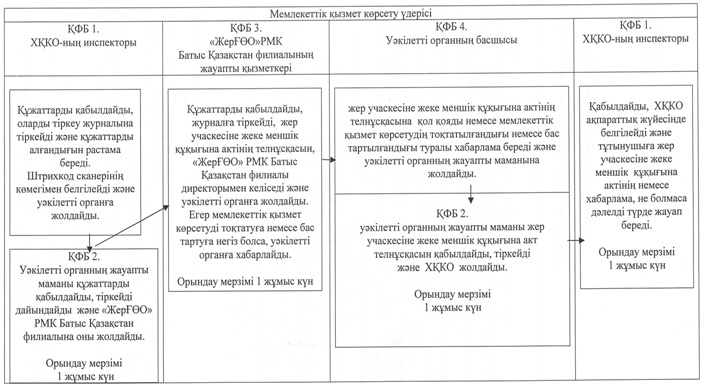 Мемлекеттік қызмет көрсету үдерісі
ҚФБ 1.
ХҚКО-ның инспекторы
ҚФБ 3.
«ЖерҒӨО»РМК
Батыс Қазақстан филиалының
жауапты қызметкері
ҚФБ 4.
Уәкілетті органның басшысы
ҚФБ 1.
ХҚКО-ның инспекторы
Құжаттарды қабылдайды,
оларды тіркеу журналына
тіркейді және құжаттарды
алғандығын растама
береді.
Штрихкод сканерінің
көмегімен белгілейді және
уәкілетті органға
жолдайды.
ҚФБ 2.
Уәкілетті органның жауапты
маманы құжаттарды
қабылдайды, тіркейді
дайындайды және «ЖерҒӨО»
РМК Батыс Қазақстан
филиалына оны жолдайды.
Орындау мерзімі
1 жұмыс күн
Құжаттарды қабылдайды,
журналға тіркейді, жер
учаскесіне жеке меншік
құқығына актінің телнұсқасын,
«ЖерҒӨО» РМК Батыс
Қазақстан филиалы
директорымен келіседі және
уәкілетті органға жолдайды.
Егер мемлекеттік қызмет
көрсетуді тоқтатуға немесе бас
тартуға негіз болса, уәкілетті
органға хабарлайды.
Орындау мерзімі 1 жұмыс күн
жер учаскесіне жеке меншік құқығына актінің
телнұсқасына қол қояды немесе мемлекеттік
қызмет көрсетудің тоқтатылғандығы немесе бас
тартылғандығы туралы хабарлама береді және
уәкілетті органның жауапты маманына
жолдайды.
ҚФБ 2.
уәкілетті органның жауапты маманы жер
учаскесіне жеке меншік құқығына акт
телнұсқасын қабылдайды, тіркейді
және ХҚКО жолдайды.
Орындау мерзімі
1 жұмыс күн
Қабылдайды, ХҚКО
ақпараттық жүйесінде
белгілейді және
тұтынушыға жер
учаскесіне жеке
меншік құқығына
актінің немесе
хабарлама, не болмаса
дәлелді түрде жауап
береді.
Орындау мерзімі
1 жұмыс күн